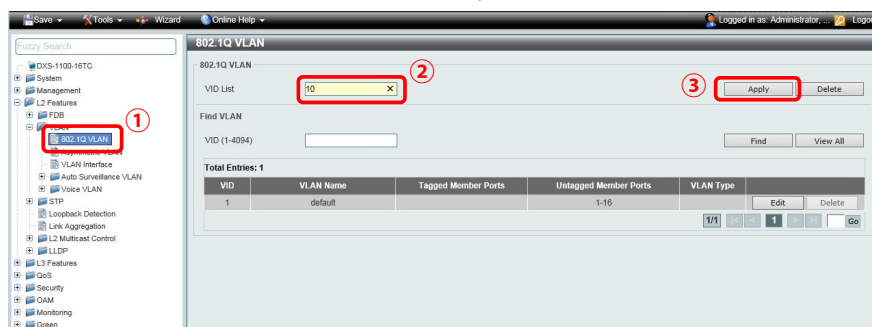 Save Tools Wizard Online Help Logged in as: Administrator, ... Logou
Fuzzy Search
DXS-1100-16TC
System
Management
L2 Features
FDB
VLAN
①
802.1Q VLAN
Asymmetric VLAN
VLAN Interface
Auto Surveillance VLAN
Voice VLAN
STP
Loopback Detection
Link Aggregation
L2 Multicast Control
LLDP
L3 Features
QoS
Security
OAM
Monitoring
Green
802.1Q VLAN
802.1Q VLAN
②
VID List 10 ③ Apply Delete
Find VLAN
VID (1-4094) Find View All
Total Entries: 1
VID VLAN Name Tagged Member Ports Untagged Member Ports VLAN Type
1 default 1-16 Edit Delete
1/1 |< < 1 > >| Go